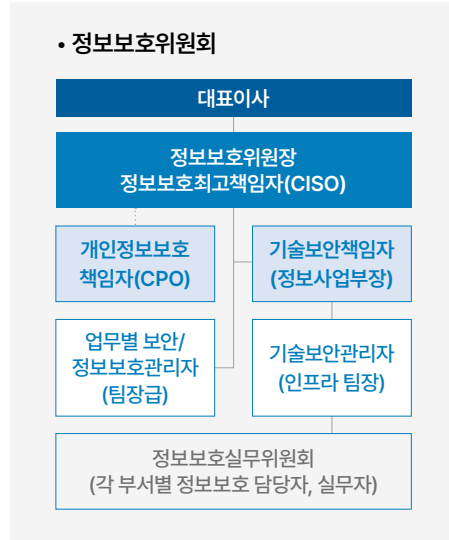 • 정보보호위원회
대표이사
정보보호위원장
정보보호최고책임자(CISO)
개인정보보호
책임자(CPO)
기술보안책임자
(정보사업부장)
업무별 보안/
정보보호관리자
(팀장급)
기술보안관리자
(인프라 팀장)
정보보호실무위원회
(각 부서별 정보보호 담당자, 실무자)